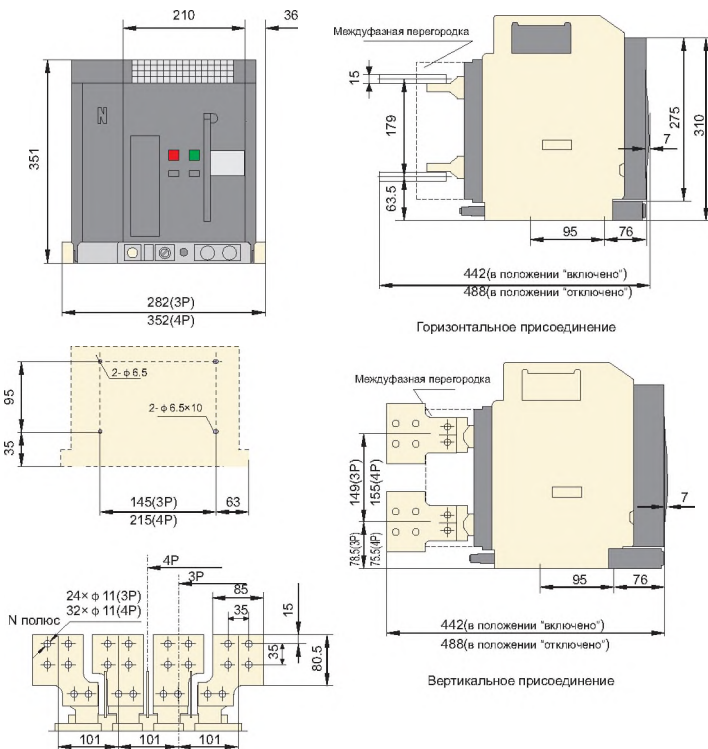 210
36
351
N
282(3P)
352(4P)
Междуфазная перегородка
15
179
63.5
275
310
7
95
76
442(в положении "включено")
488(в положении "отключено")
Горизонтальное присоединение
2- ф 6.5
2- ф 6.5×10
95
35
145(3P)
63
215(4P)
Междуфазная перегородка
149(3P)
155(4P)
78.5(3P)
75.5(4P)
7
95
76
442(в положении "включено")
488(в положении "отключено")
Вертикальное присоединение
4P
3P
24× ф 11(3P)
32× ф 11(4P)
N полюс
85
35
15
35
80.5
101
101
101